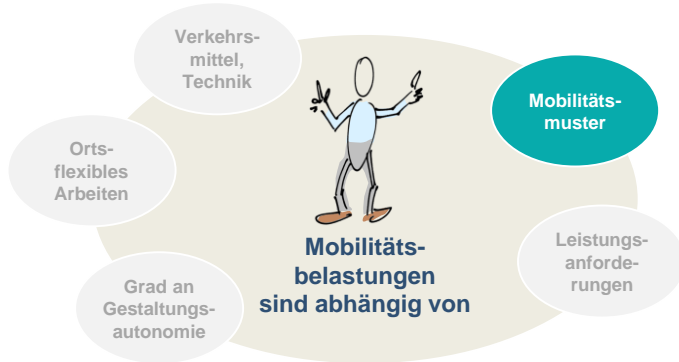 Verkehrs-
mittel,
Technik
Mobilitäts-
muster
Orts-
flexibles
Arbeiten
Mobilitäts-
belastungen
sind abhängig von
Leistungs-
anforde-
rungen
Grad an
Gestaltungs-
autonomie